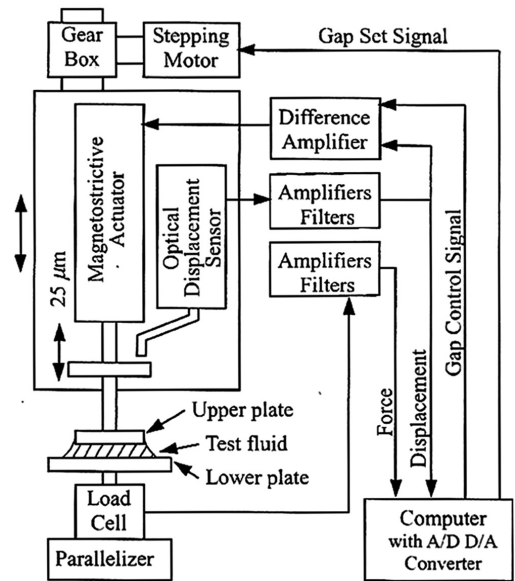 Gear
Box
Stepping
Motor
Gap Sct Signal
Magnetostrictive
Actuator
Optical
Displacement
Sensor
25 μm
Difference
Amplifier
Amplifiers
Filters
Amplifiers
Filters
Gap Control Signal
Force
Displacement
Upper plate
Test fluid
Lower plate
Load
Cell
Parallelizer
Computer
with A/D D/A
Converter